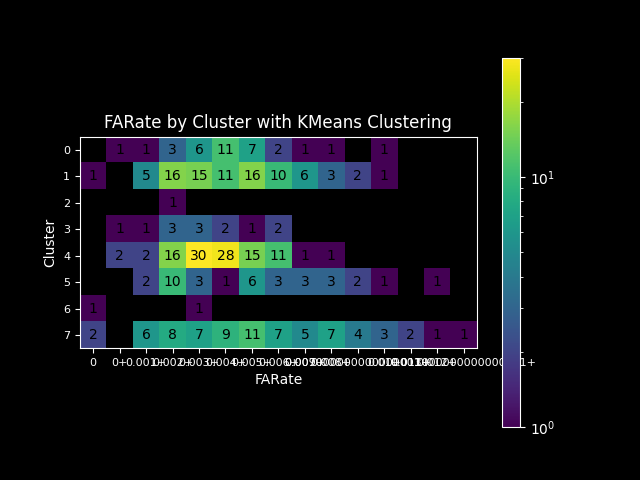 FARate by Cluster with KMeans Clustering
0 1 1 3 6 11 7 2 1 1 1
1 1 5 16 15 11 16 10 6 3 2 1
2 1
3 1 1 3 3 2 1 2
4 2 2 16 30 28 15 11 1 1
5 2 10 3 1 6 3 3 3 2 1 1
6 1 1
7 2 6 8 7 9 11 7 5 7 4 3 2 1 1
Cluster
0 0+
FARate
10¹
10⁰